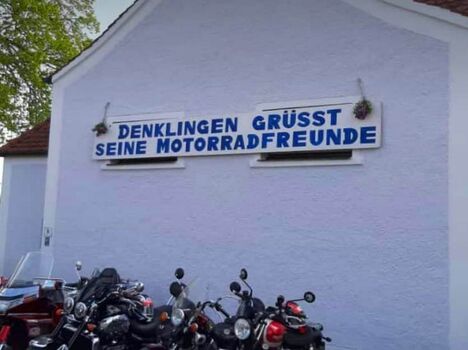 DENKLINGEN GRÜSST
SEINE MOTORRADFREUNDE